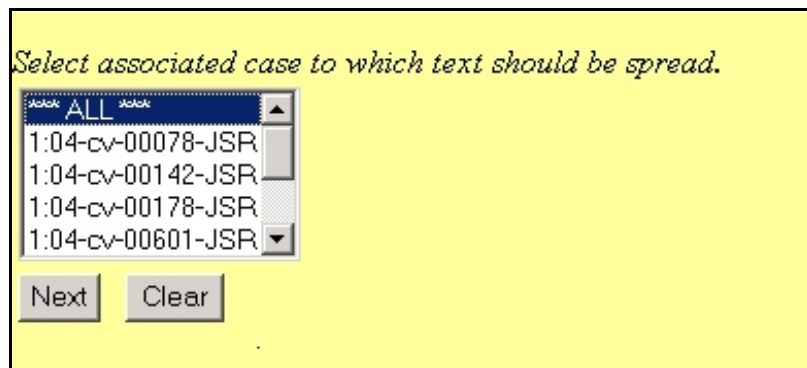 Select associated case to which text should be spread.
*** ALL ***
1:04-cv-00078-JSR
1:04-cv-00142-JSR
1:04-cv-00178-JSR
1:04-cv-00601-JSR
Next Clear